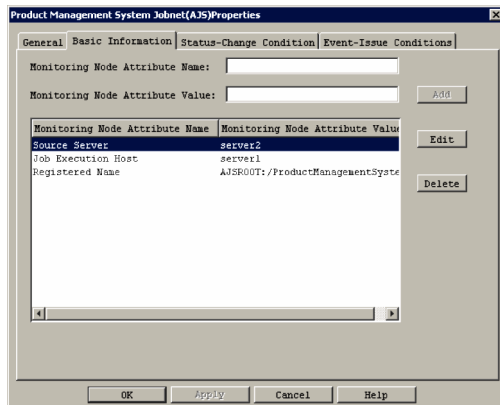 Product Management System Jobnet(AJS)Properties
General Basic Information Status-Change Condition Event-Issue Conditions
Monitoring Node Attribute Name:
Monitoring Node Attribute Value:
Add
Monitoring Node Attribute Name Monitoring Node Attribute Value
Edit
Source Server server2
Job Execution Host server1
Registered Name AJSROOT:/ProductManagementSyste
Delete
OK Apply Cancel Help